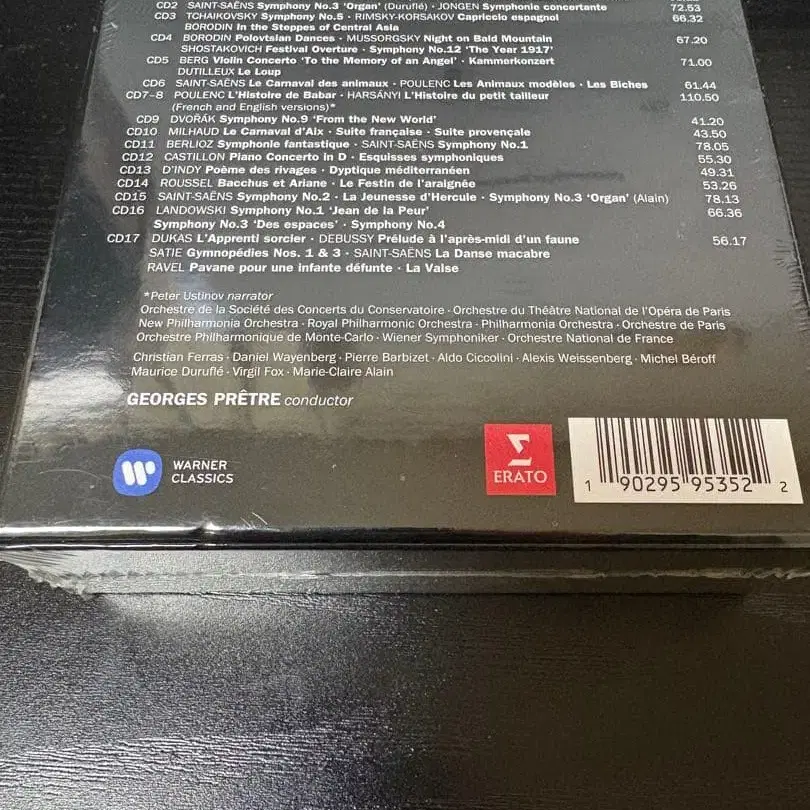 CD2 SAINT-SAËNS Symphony No.3 'Organ' (Duruflé) · JONGEN Symphonie concertante 72.53
CD3 TCHAIKOVSKY Symphony No.5 · RIMSKY-KORSAKOV Capriccio espagnol 66.32
BORODIN In the Steppes of Central Asia
CD4 BORODIN Polovtsian Dances · MUSSORGSKY Night on Bald Mountain 67.20
SHOSTAKOVICH Festival Overture · Symphony No.12 'The Year 1917'
CD5 BERG Violin Concerto 'To the Memory of an Angel' · Kammerkonzert 71.00
DUTILLEUX Le Loup
CD6 SAINT-SAËNS Le Carnaval des animaux · POULENC Les Animaux modèles · Les Biches 61.44
CD7–8 POULENC L'Histoire de Babar · HARSÁNYI L'Histoire du petit tailleur 110.50
(French and English versions)*
CD9 DVOŘÁK Symphony No.9 'From the New World' 41.20
CD10 MILHAUD Le Carnaval d'Aix · Suite française · Suite provençale 43.50
CD11 BERLIOZ Symphonie fantastique · SAINT-SAËNS Symphony No.1 78.05
CD12 CASTILLON Piano Concerto in D · Esquisses symphoniques 55.30
CD13 D'INDY Poème des rivages · Dyptique méditerranéen 49.31
CD14 ROUSSEL Bacchus et Ariane · Le Festin de l'araignée 53.26
CD15 SAINT-SAËNS Symphony No.2 · La Jeunesse d'Hercule · Symphony No.3 'Organ' (Alain) 78.13
CD16 LANDOWSKI Symphony No.1 'Jean de la Peur' 66.36
Symphony No.3 'Des espaces' · Symphony No.4
CD17 DUKAS L'Apprenti sorcier · DEBUSSY Prélude à l'après-midi d'un faune 56.17
SATIE Gymnopédies Nos. 1 & 3 · SAINT-SAËNS La Danse macabre
RAVEL Pavane pour une infante défunte · La Valse
*Peter Ustinov narrator
Orchestre de la Société des Concerts du Conservatoire · Orchestre du Théâtre National de l'Opéra de Paris
New Philharmonia Orchestra · Royal Philharmonic Orchestra · Philharmonia Orchestra · Orchestre de Paris
Orchestre Philharmonique de Monte-Carlo · Wiener Symphoniker · Orchestre National de France
Christian Ferras · Daniel Wayenberg · Pierre Barbizet · Aldo Ciccolini · Alexis Weissenberg · Michel Béroff
Maurice Duruflé · Virgil Fox · Marie-Claire Alain
GEORGES PRÊTRE conductor
WARNER
CLASSICS
ERATO
1 90295 95352 2